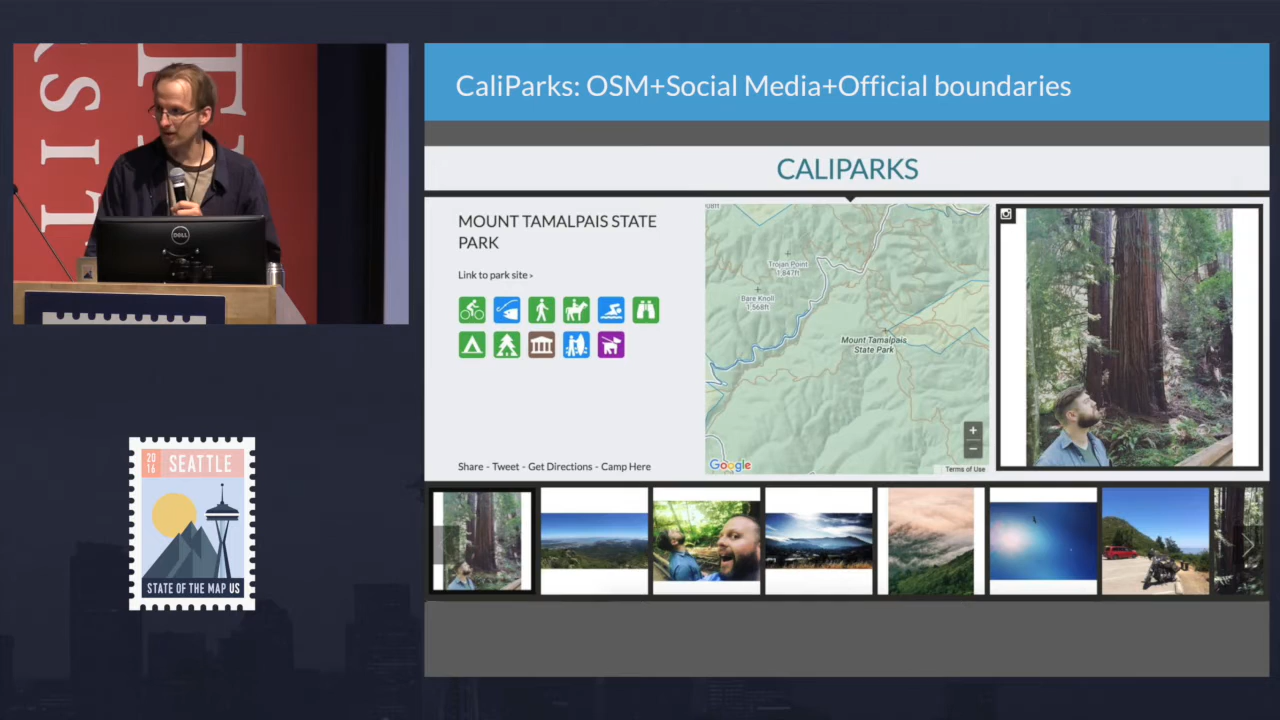 CaliParks: OSM+Social Media+Official boundaries
CALIPARKS
MOUNT TAMALPAIS STATE
PARK
Link to park site >
Trojan Point
1,847ft
Bare Knoll
1,568ft
Mount Tamalpais
State Park
Share - Tweet - Get Directions - Camp Here
Google
Terms of Use
DELL
LIS
20
16
SEATTLE
STATE OF THE MAP US